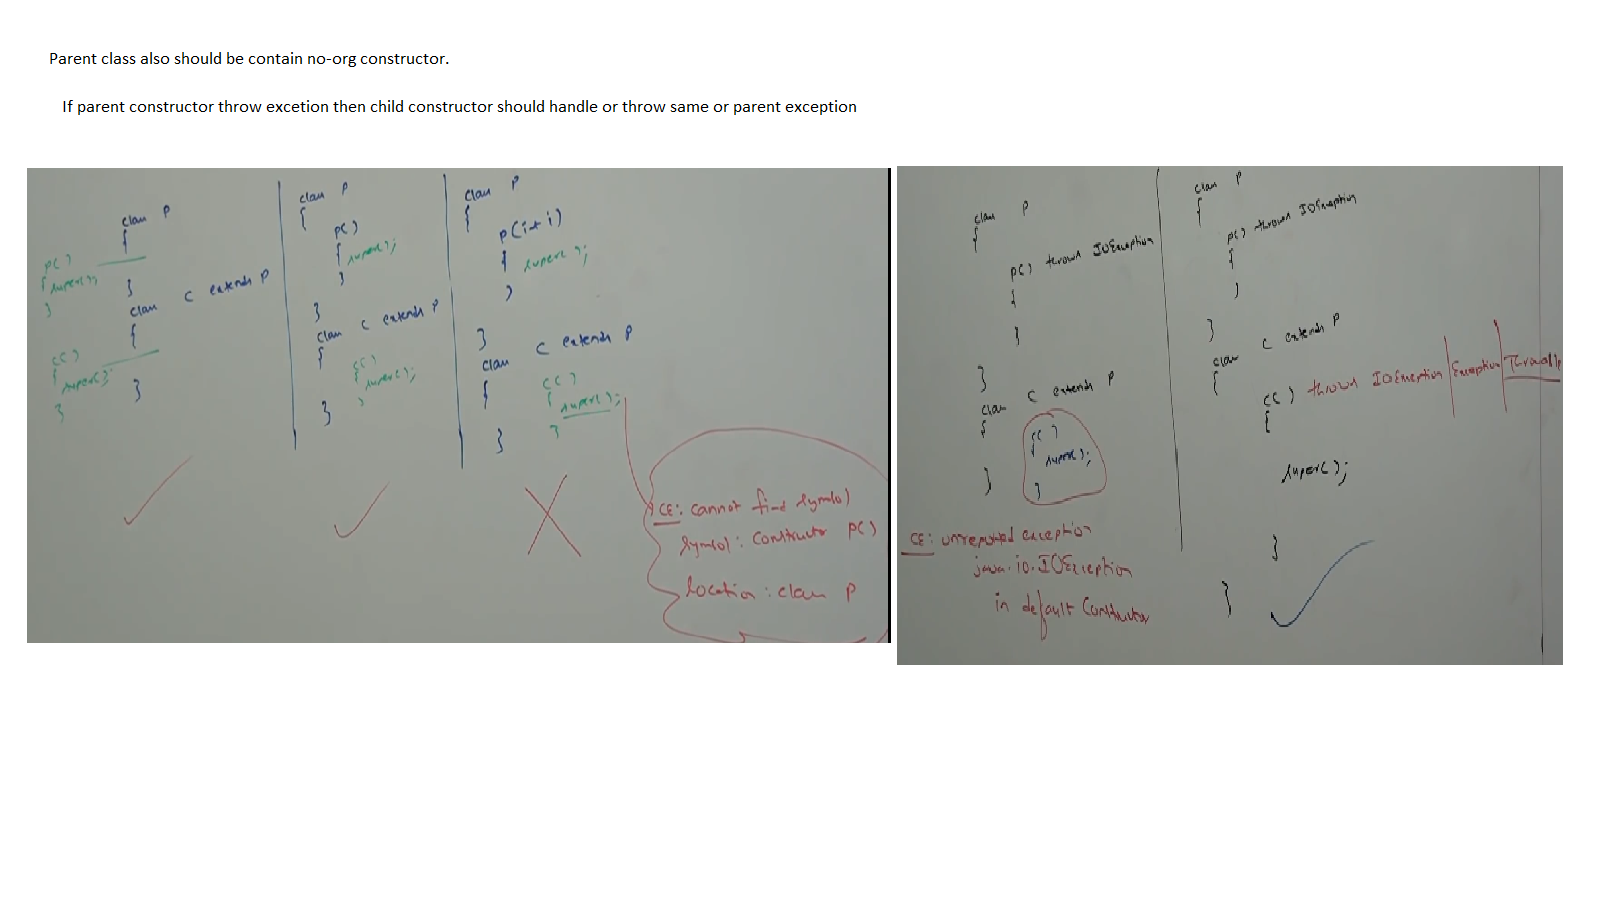 Parent class also should be contain no-org constructor.
If parent constructor throw excetion then child constructor should handle or throw same or parent exception
class P
{
P()
{ super();
}
}
class C extends P
{
C()
{ super();
}
}
class P
{
P()
{ super();
}
}
class C extends P
{
C()
{ super();
}
}
class P
{
P(int i)
{ super();
}
}
class C extends P
{
C()
{ super();
}
}
CE: cannot find symbol
symbol: Constructor P()
location: class P
class P
{
P() throws IOException
{
}
}
class C extends P
{
C()
{
super();
}
}
CE: unreported exception
java.io.IOException
in default Constructor
class P
{
P() throws IOException
{
}
}
class C extends P
{
C() throws IOException | Exception | Throwable
{
super();
}
}